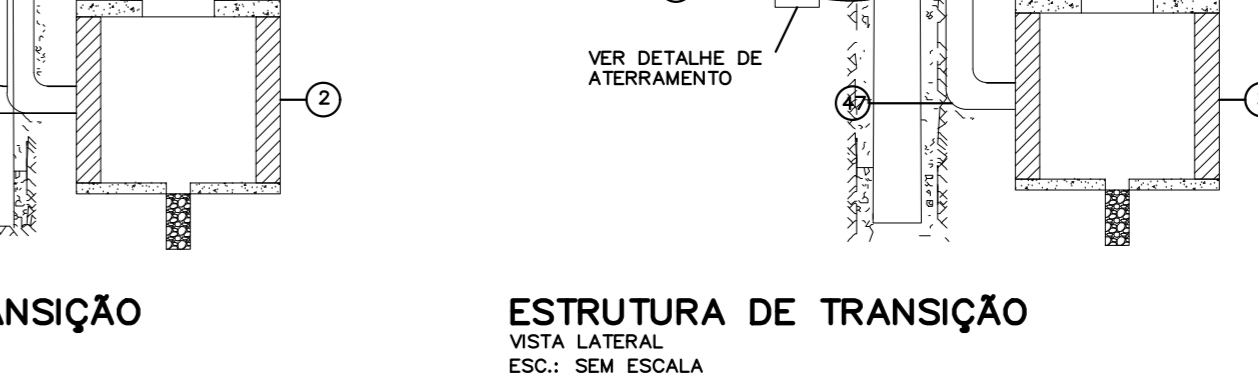 2
VER DETALHE DE
ATERRAMENTO
47
ANSIÇÃO
ESTRUTURA DE TRANSIÇÃO
VISTA LATERAL
ESC.: SEM ESCALA